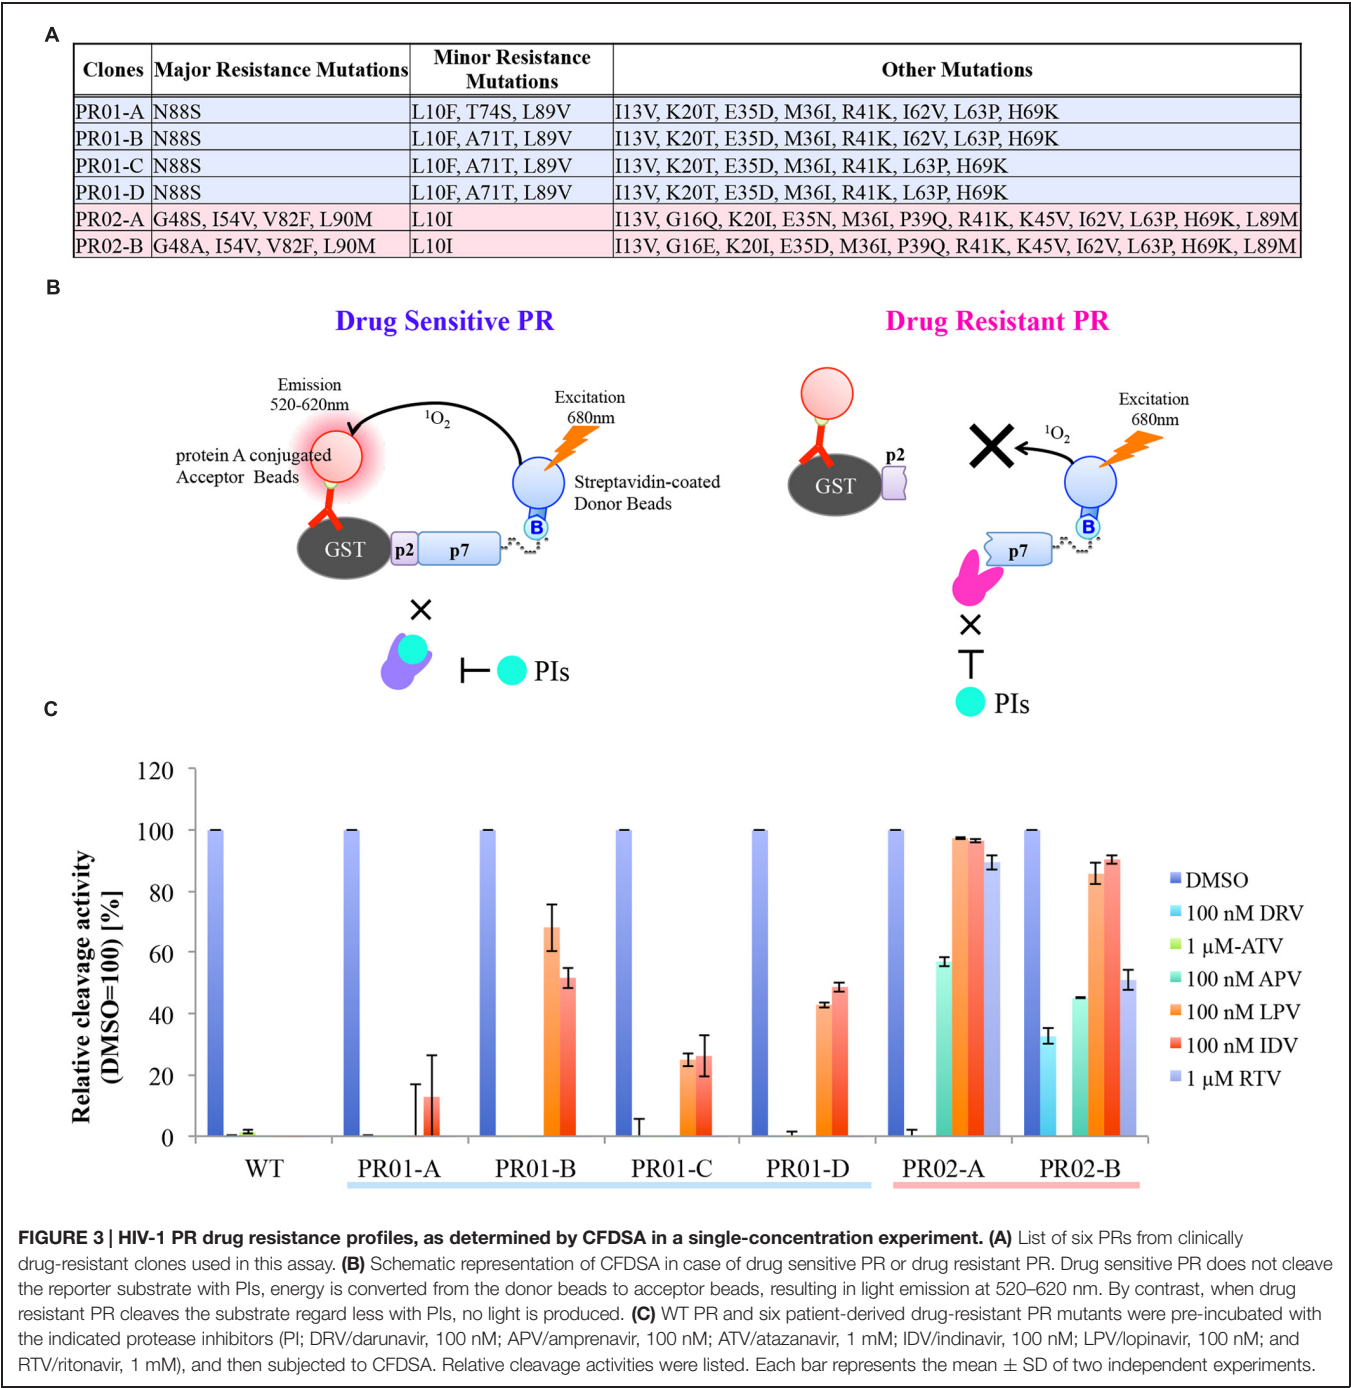 A
Clones Major Resistance Mutations Minor Resistance Mutations Other Mutations
PR01-A N88S L10F, T74S, L89V I13V, K20T, E35D, M36I, R41K, I62V, L63P, H69K
PR01-B N88S L10F, A71T, L89V I13V, K20T, E35D, M36I, R41K, I62V, L63P, H69K
PR01-C N88S L10F, A71T, L89V I13V, K20T, E35D, M36I, R41K, L63P, H69K
PR01-D N88S L10F, A71T, L89V I13V, K20T, E35D, M36I, R41K, L63P, H69K
PR02-A G48S, I54V, V82F, L90M L10I I13V, G16Q, K20I, E35N, M36I, P39Q, R41K, K45V, I62V, L63P, H69K, L89M
PR02-B G48A, I54V, V82F, L90M L10I I13V, G16E, K20I, E35D, M36I, P39Q, R41K, K45V, I62V, L63P, H69K, L89M
B
Drug Sensitive PR
Emission
520-620nm
¹O₂
Excitation
680nm
protein A conjugated
Acceptor Beads
Streptavidin-coated
Donor Beads
B
GST
p2
p7
PIs
Drug Resistant PR
Excitation
680nm
¹O₂
p2
GST
B
p7
PIs
C
Relative cleavage activity
(DMSO=100) [%]
120
100
80
60
40
20
0
WT PR01-A PR01-B PR01-C PR01-D PR02-A PR02-B
DMSO
100 nM DRV
1 μM-ATV
100 nM APV
100 nM LPV
100 nM IDV
1 μM RTV
FIGURE 3 | HIV-1 PR drug resistance profiles, as determined by CFDSA in a single-concentration experiment. (A) List of six PRs from clinically
drug-resistant clones used in this assay. (B) Schematic representation of CFDSA in case of drug sensitive PR or drug resistant PR. Drug sensitive PR does not cleave
the reporter substrate with PIs, energy is converted from the donor beads to acceptor beads, resulting in light emission at 520–620 nm. By contrast, when drug
resistant PR cleaves the substrate regard less with PIs, no light is produced. (C) WT PR and six patient-derived drug-resistant PR mutants were pre-incubated with
the indicated protease inhibitors (PI; DRV/darunavir, 100 nM; APV/amprenavir, 100 nM; ATV/atazanavir, 1 mM; IDV/indinavir, 100 nM; LPV/lopinavir, 100 nM; and
RTV/ritonavir, 1 mM), and then subjected to CFDSA. Relative cleavage activities were listed. Each bar represents the mean ± SD of two independent experiments.